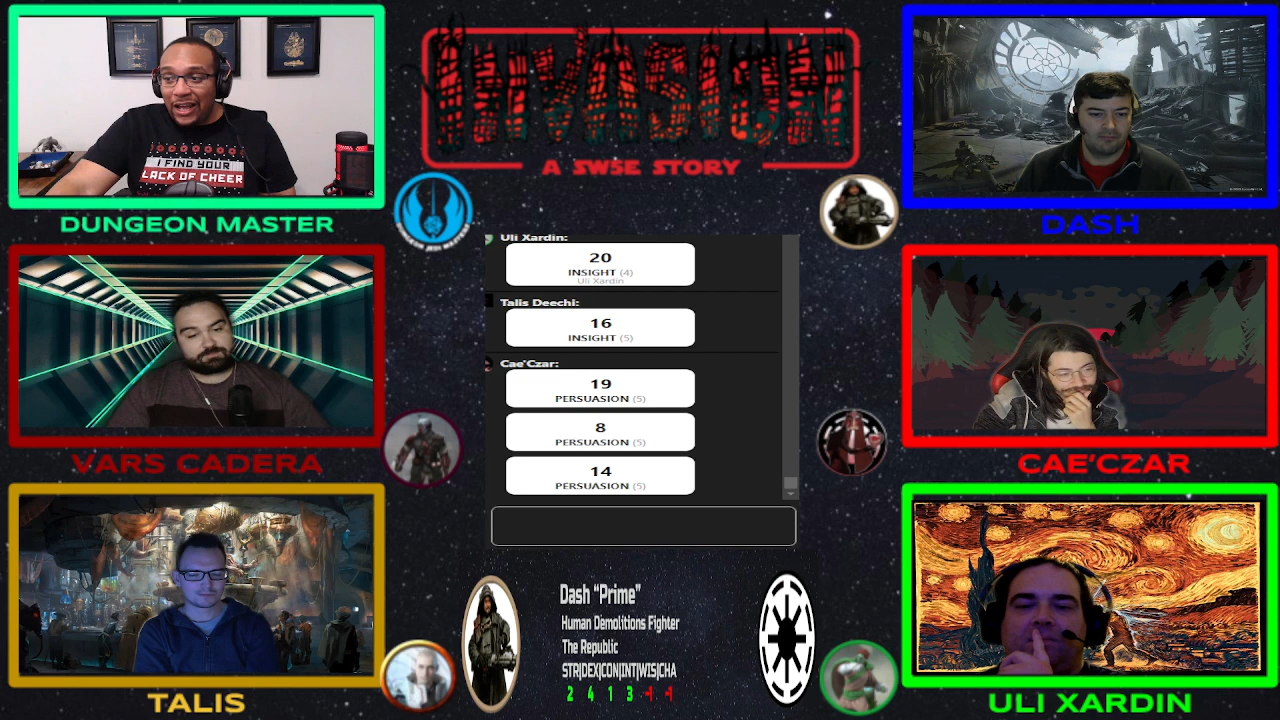 INVASION
A SWSE STORY
I FIND YOUR
LACK OF CHEER
DUNGEON MASTER
DASH
DUNGEON JEDI MASTERS
Uli Xardin:
20
INSIGHT (4)
Uli Xardin
Talis Deechi:
16
INSIGHT (5)
Cae'Czar:
19
PERSUASION (5)
8
PERSUASION (5)
14
PERSUASION (5)
VARS CADERA
CAE'CZAR
Dash “Prime”
Human Demolitions Fighter
The Republic
STR|DEX|CON|INT|WIS|CHA
2 4 1 3 -1 -1
TALIS
ULI XARDIN